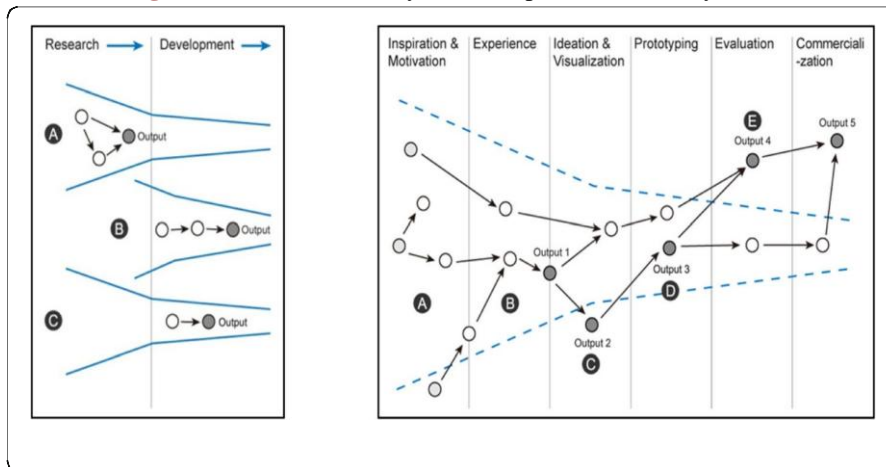 Research
Development
A
Output
B
Output
C
Output
Inspiration &
Motivation
Experience
Ideation &
Visualization
Prototyping
Evaluation
Commerciali
-zation
E
Output 4
Output 5
Output 1
Output 3
A
B
D
Output 2
C